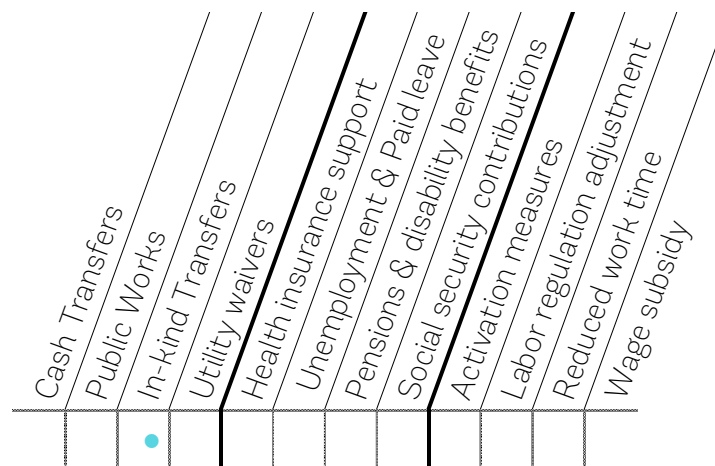 Cash Transfers
Public Works
In-kind Transfers
Utility waivers
Health insurance support
Unemployment & Paid leave
Pensions & disability benefits
Social security contributions
Activation measures
Labor regulation adjustment
Reduced work time
Wage subsidy